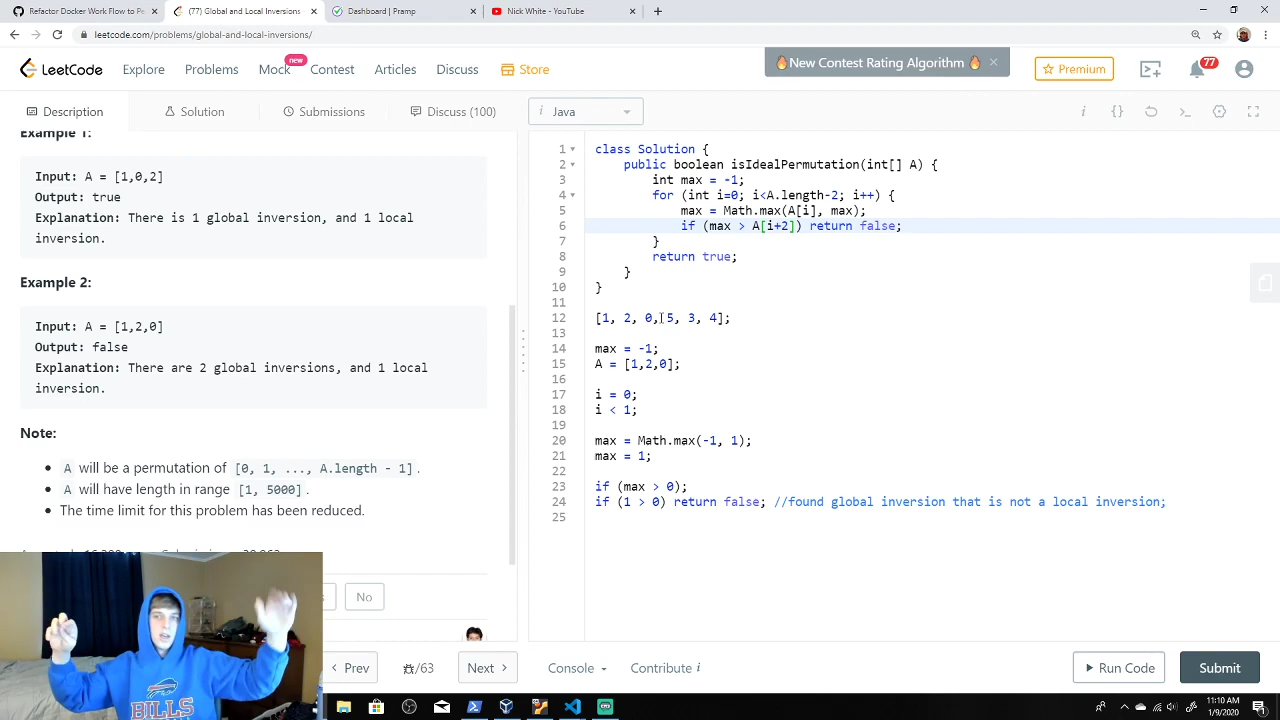 Refactor Docker Work Flow to P
(77) Global and Local Inversions
Dashboard | Pramp
Nick White - YouTube
leetcode.com/problems/global-and-local-inversions/
LeetCode
Explore
Problems
Mock
new
Contest
Articles
Discuss
Store
🔥New Contest Rating Algorithm 🔥
Premium
77
Description
Solution
Submissions
Discuss (100)
i Java
Example 1:
Input: A = [1,0,2]
Output: true
Explanation: There is 1 global inversion, and 1 local
inversion.
Example 2:
Input: A = [1,2,0]
Output: false
Explanation: There are 2 global inversions, and 1 local
inversion.
Note:
A will be a permutation of [0, 1, ..., A.length - 1].
A will have length in range [1, 5000].
The time limit for this problem has been reduced.
No
1 class Solution {
2 public boolean isIdealPermutation(int[] A) {
3 int max = -1;
4 for (int i=0; i<A.length-2; i++) {
5 max = Math.max(A[i], max);
6 if (max > A[i+2]) return false;
7 }
8 return true;
9 }
10 }
11
12 [1, 2, 0, 5, 3, 4];
13
14 max = -1;
15 A = [1,2,0];
16
17 i = 0;
18 i < 1;
19
20 max = Math.max(-1, 1);
21 max = 1;
22
23 if (max > 0);
24 if (1 > 0) return false; //found global inversion that is not a local inversion;
25
Prev
/63
Next
Console
Contribute i
Run Code
Submit
BILLS
11:10 AM
1/9/2020